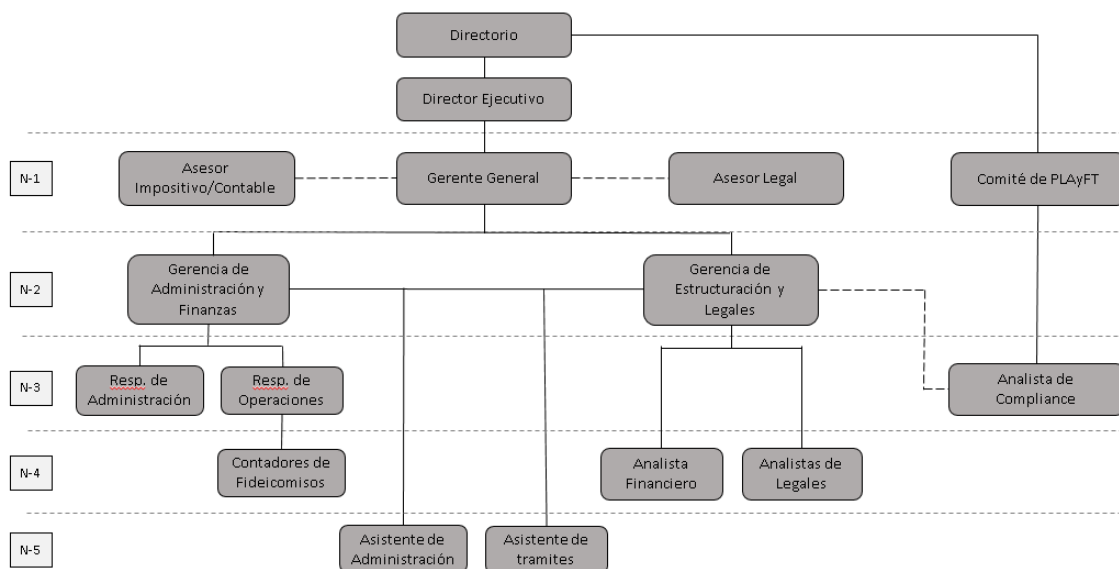 Directorio
Director Ejecutivo
N-1
Asesor
Impositivo/Contable
Gerente General
Asesor Legal
Comité de PLAyFT
N-2
Gerencia de
Administración y
Finanzas
Gerencia de
Estructuración y
Legales
N-3
Resp. de
Administración
Resp. de
Operaciones
Analista de
Compliance
N-4
Contadores de
Fideicomisos
Analista
Financiero
Analistas de
Legales
N-5
Asistente de
Administración
Asistente de
tramites